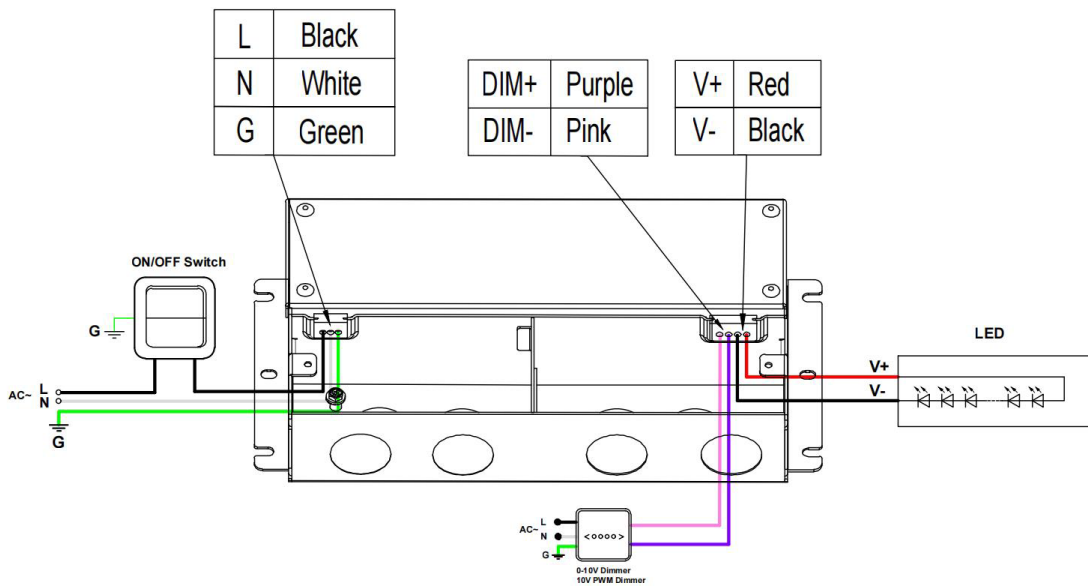 L Black
N White
G Green
DIM+ Purple
DIM- Pink
V+ Red
V- Black
ON/OFF Switch
G
AC~ L
N
G
LED
V+
V-
AC~ L
N
G
<oooo>
0-10V Dimmer
10V PWM Dimmer